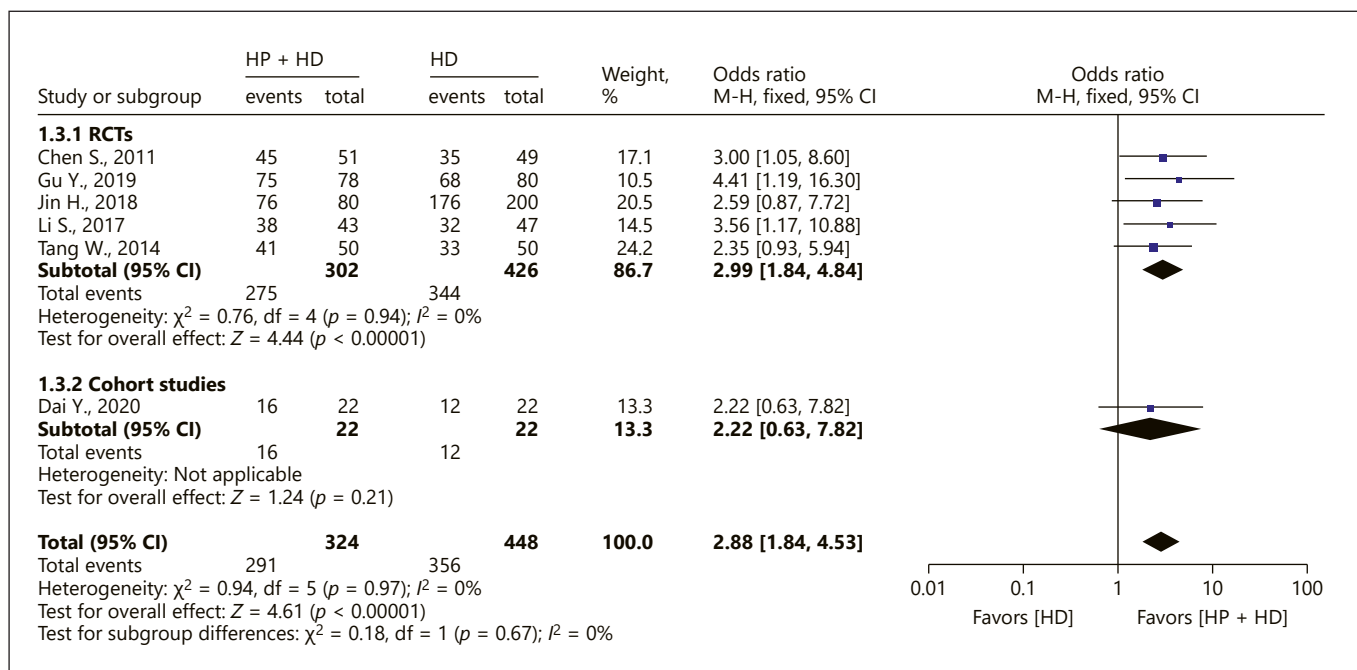 HP + HD HD Weight, Odds ratio Odds ratio
Study or subgroup events total events total % M-H, fixed, 95% CI M-H, fixed, 95% CI
1.3.1 RCTs
Chen S., 2011 45 51 35 49 17.1 3.00 [1.05, 8.60]
Gu Y., 2019 75 78 68 80 10.5 4.41 [1.19, 16.30]
Jin H., 2018 76 80 176 200 20.5 2.59 [0.87, 7.72]
Li S., 2017 38 43 32 47 14.5 3.56 [1.17, 10.88]
Tang W., 2014 41 50 33 50 24.2 2.35 [0.93, 5.94]
Subtotal (95% CI) 302 426 86.7 2.99 [1.84, 4.84]
Total events 275 344
Heterogeneity: χ² = 0.76, df = 4 (p = 0.94); I² = 0%
Test for overall effect: Z = 4.44 (p < 0.00001)
1.3.2 Cohort studies
Dai Y., 2020 16 22 12 22 13.3 2.22 [0.63, 7.82]
Subtotal (95% CI) 22 22 13.3 2.22 [0.63, 7.82]
Total events 16 12
Heterogeneity: Not applicable
Test for overall effect: Z = 1.24 (p = 0.21)
Total (95% CI) 324 448 100.0 2.88 [1.84, 4.53]
Total events 291 356
Heterogeneity: χ² = 0.94, df = 5 (p = 0.97); I² = 0%
Test for overall effect: Z = 4.61 (p < 0.00001)
Test for subgroup differences: χ² = 0.18, df = 1 (p = 0.67); I² = 0%
0.01 0.1 1 10 100
Favors [HD] Favors [HP + HD]